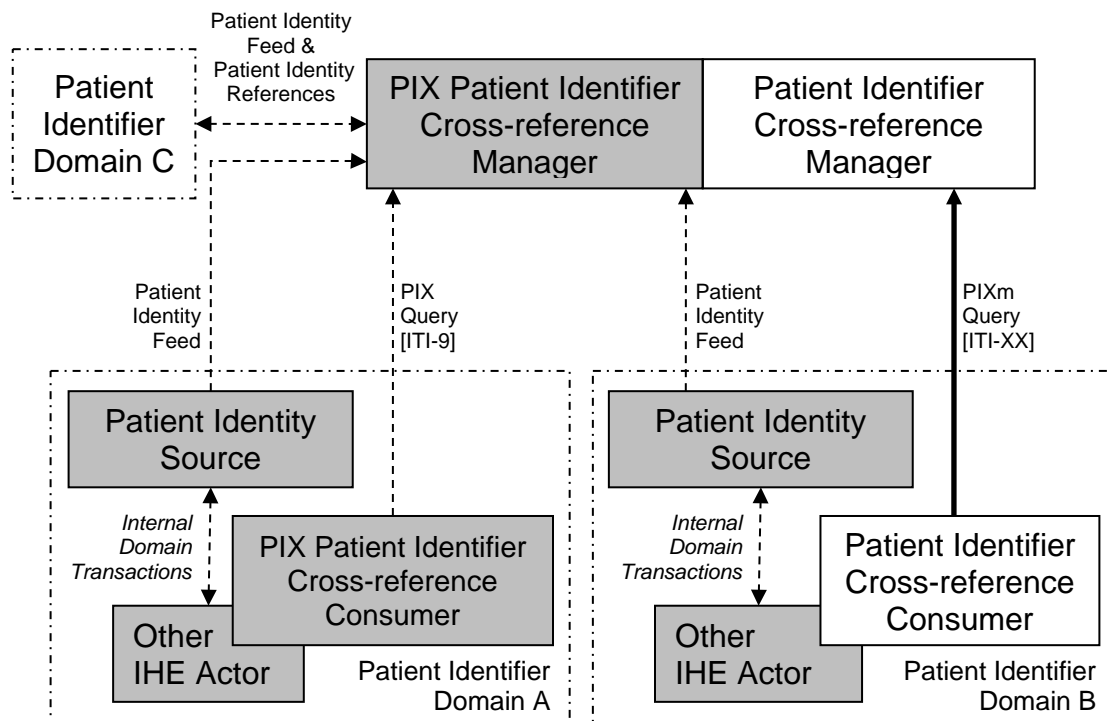 Patient Identity
Feed &
Patient Identity
References
Patient
Identifier
Domain C
PIX Patient Identifier
Cross-reference
Manager
Patient Identifier
Cross-reference
Manager
Patient
Identity
Feed
PIX
Query
[ITI-9]
Patient
Identity
Feed
PIXm
Query
[ITI-XX]
Patient Identity
Source
Internal
Domain
Transactions
PIX Patient Identifier
Cross-reference
Consumer
Other
IHE Actor
Patient Identifier
Domain A
Patient Identity
Source
Internal
Domain
Transactions
Patient Identifier
Cross-reference
Consumer
Other
IHE Actor
Patient Identifier
Domain B